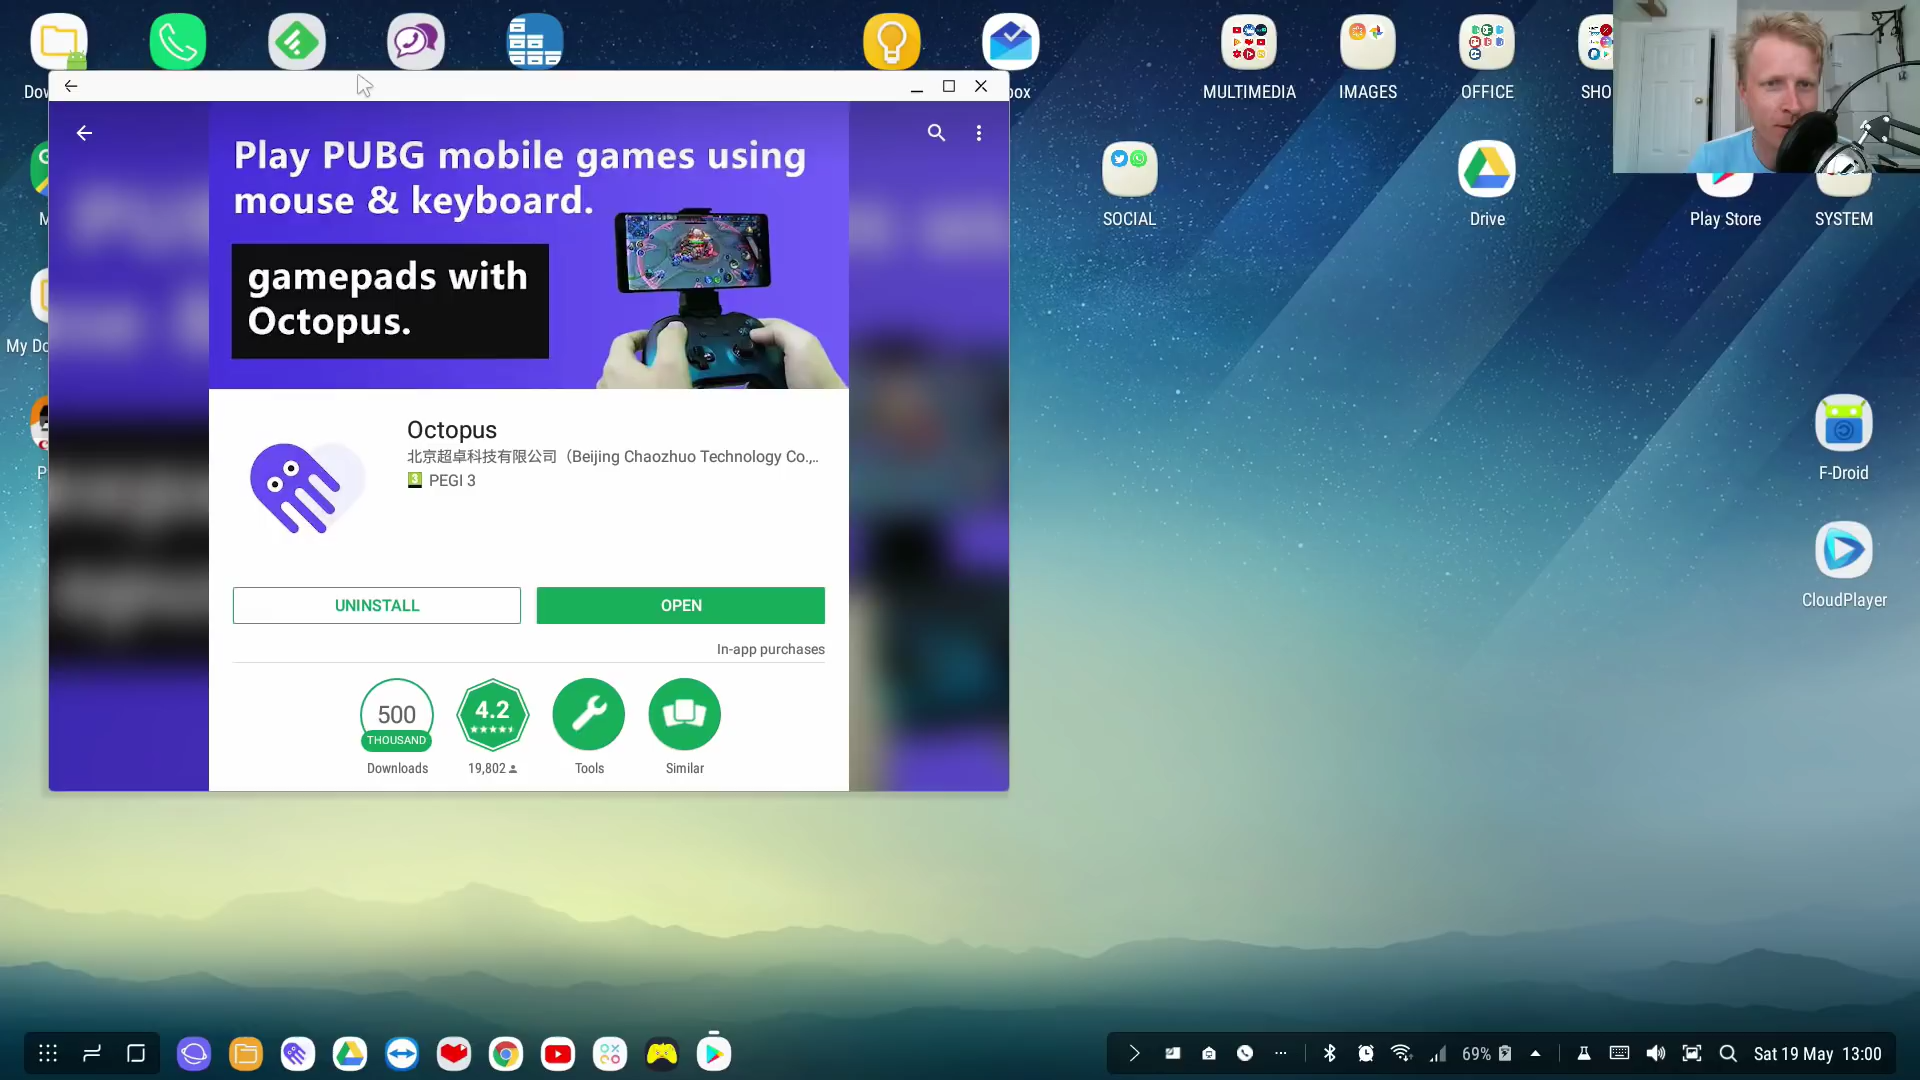 Play PUBG mobile games using
mouse & keyboard.
gamepads with
Octopus.
Octopus
北京超卓科技有限公司（Beijing Chaozhuo Technology Co.,..
3 PEGI 3
UNINSTALL
OPEN
In-app purchases
500
THOUSAND
Downloads
4.2
19,802
Tools
Similar
MULTIMEDIA
IMAGES
OFFICE
SHO
SOCIAL
Drive
Play Store
SYSTEM
F-Droid
CloudPlayer
Dow
box
My Do
69%
Sat 19 May 13:00